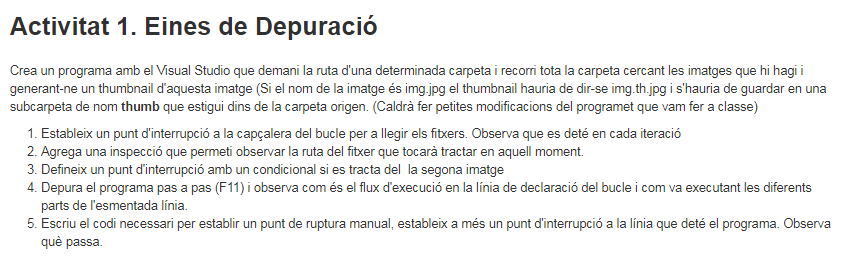 Activitat 1. Eines de Depuració
Crea un programa amb el Visual Studio que demani la ruta d'una determinada carpeta i recorri tota la carpeta cercant les imatges que hi hagi i
generant-ne un thumbnail d'aquesta imatge (Si el nom de la imatge és img.jpg el thumbnail hauria de dir-se img.th.jpg i s'hauria de guardar en una
subcarpeta de nom thumb que estigui dins de la carpeta origen. (Caldrà fer petites modificacions del programet que vam fer a classe)
1. Estableix un punt d'interrupció a la capçalera del bucle per a llegir els fitxers. Observa que es deté en cada iteració
2. Agrega una inspecció que permeti observar la ruta del fitxer que tocarà tractar en aquell moment.
3. Defineix un punt d'interrupció amb un condicional si es tracta del la segona imatge
4. Depura el programa pas a pas (F11) i observa com és el flux d'execució en la línia de declaració del bucle i com va executant les diferents
parts de l'esmentada línia.
5. Escriu el codi necessari per establir un punt de ruptura manual, estableix a més un punt d'interrupció a la línia que deté el programa. Observa
què passa.